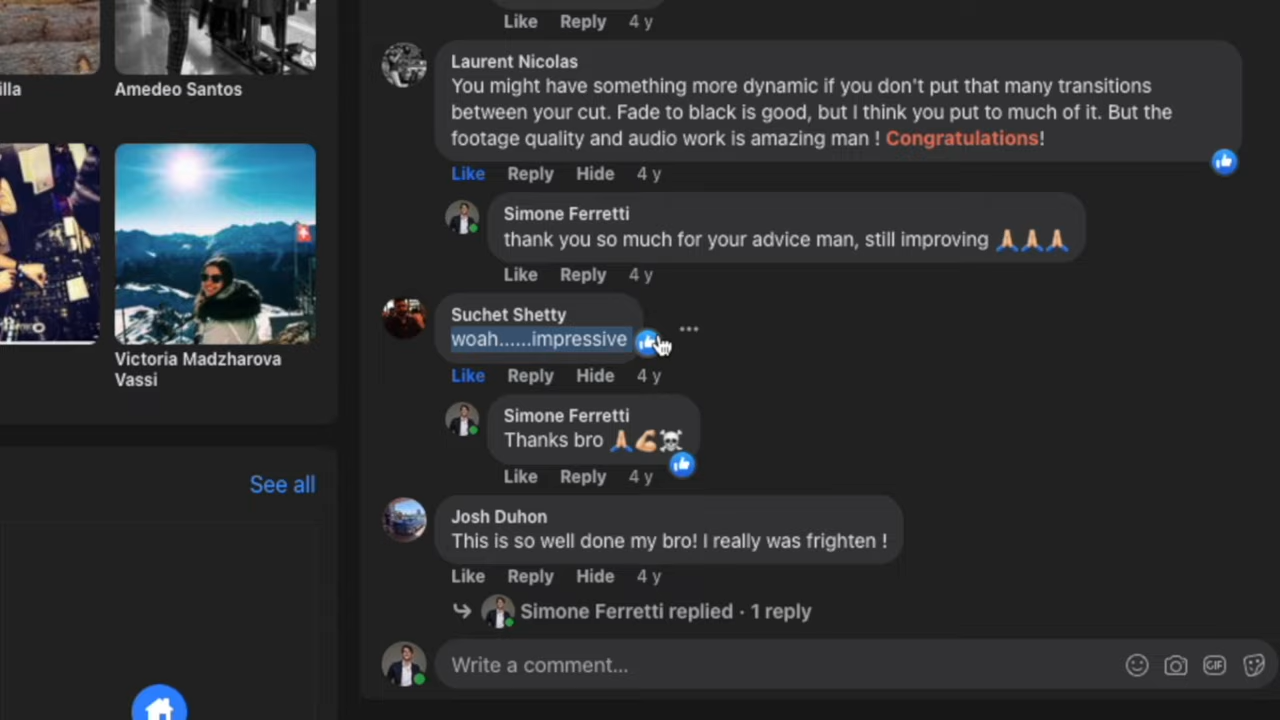 Like Reply 4 y
lla
Amedeo Santos
Victoria Madzharova
Vassi
See all
Laurent Nicolas
You might have something more dynamic if you don't put that many transitions
between your cut. Fade to black is good, but I think you put to much of it. But the
footage quality and audio work is amazing man ! Congratulations!
Like Reply Hide 4 y
Simone Ferretti
thank you so much for your advice man, still improving 🙏🏼🙏🏼🙏🏼
Like Reply 4 y
Suchet Shetty
woah......impressive
Like Reply Hide 4 y
Simone Ferretti
Thanks bro 🙏🏼💪🏼☠️
Like Reply 4 y
Josh Duhon
This is so well done my bro! I really was frighten !
Like Reply Hide 4 y
Simone Ferretti replied · 1 reply
Write a comment...
GIF